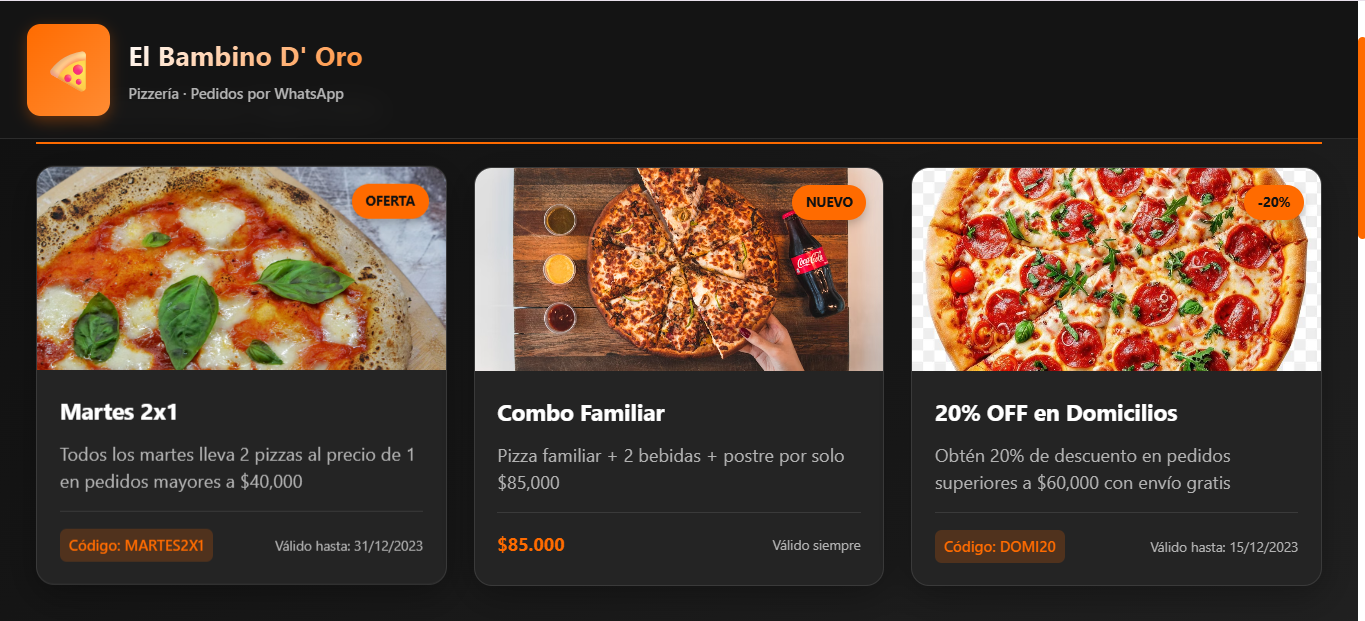 El Bambino D' Oro
Pizzería · Pedidos por WhatsApp
OFERTA
Martes 2x1
Todos los martes lleva 2 pizzas al precio de 1
en pedidos mayores a $40,000
Código: MARTES2X1
Válido hasta: 31/12/2023
NUEVO
Coca-Cola
Combo Familiar
Pizza familiar + 2 bebidas + postre por solo
$85,000
$85.000
Válido siempre
-20%
20% OFF en Domicilios
Obtén 20% de descuento en pedidos
superiores a $60,000 con envío gratis
Código: DOMI20
Válido hasta: 15/12/2023